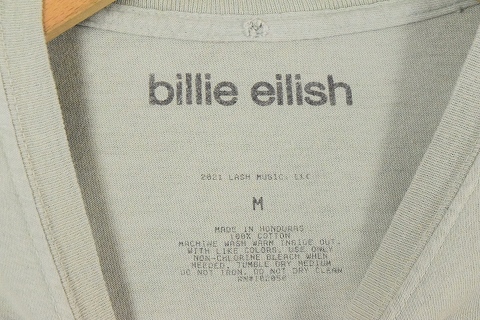 billie eilish
2021 LASH MUSIC, LLC
M
MADE IN HONDURAS
100% COTTON
MACHINE WASH WARM INSIDE OUT,
WITH LIKE COLORS, USE ONLY
NON-CHLORINE BLEACH WHEN
NEEDED, TUMBLE DRY MEDIUM
DO NOT IRON, DO NOT DRY CLEAN